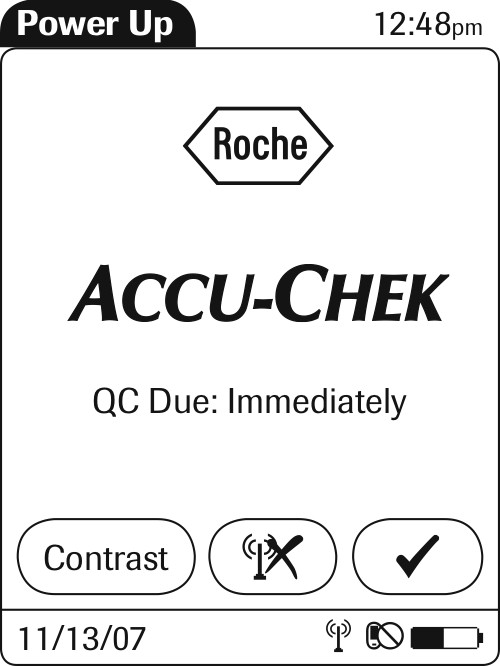 Power Up
12:48pm
Roche
ACCU-CHEK
QC Due: Immediately
Contrast
11/13/07